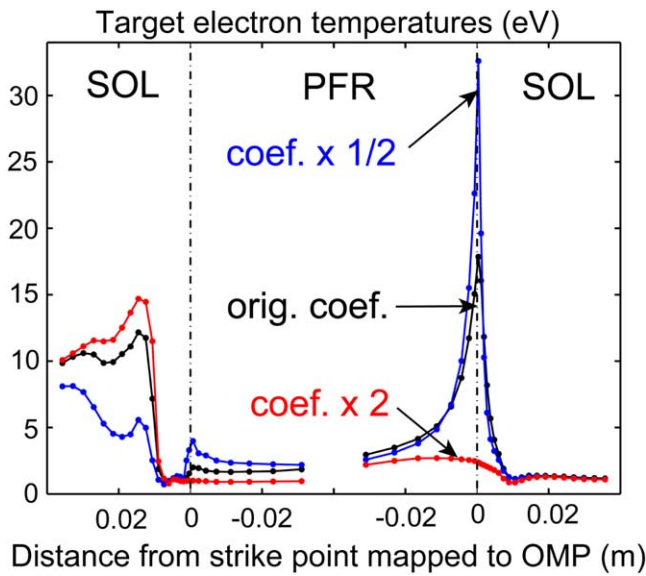 Target electron temperatures (eV)
SOL PFR SOL
30
coef. x 1/2
25
20
15
orig. coef.
10
coef. x 2
5
0
0.02 0 -0.02 -0.02 0 0.02
Distance from strike point mapped to OMP (m)